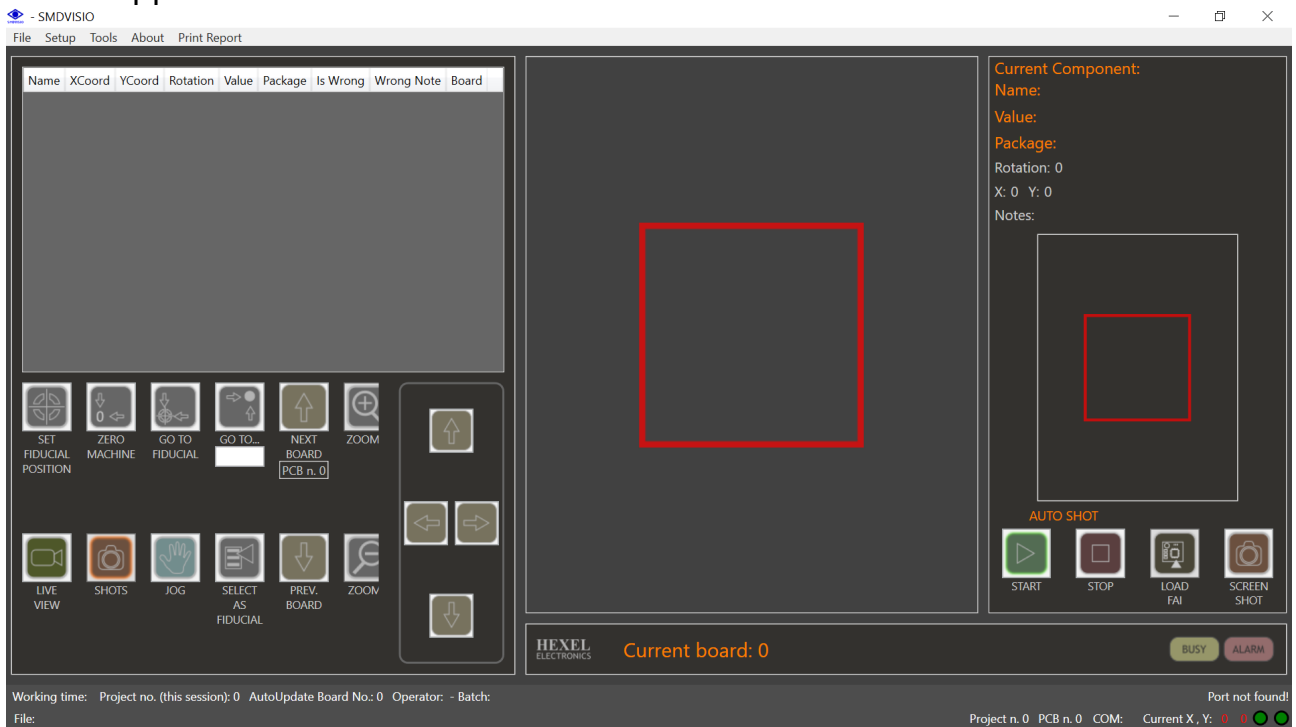 - SMDVISIO
File Setup Tools About Print Report
Name XCoord YCoord Rotation Value Package Is Wrong Wrong Note Board
SET FIDUCIAL POSITION
ZERO MACHINE
GO TO FIDUCIAL
GO TO...
NEXT BOARD
PCB n. 0
ZOOM
LIVE VIEW
SHOTS
JOG
SELECT AS FIDUCIAL
PREV. BOARD
ZOOM
Current Component:
Name:
Value:
Package:
Rotation: 0
X: 0 Y: 0
Notes:
AUTO SHOT
START
STOP
LOAD FAI
SCREEN SHOT
HEXEL
ELECTRONICS
Current board: 0
BUSY ALARM
Working time: Project no. (this session): 0 AutoUpdate Board No.: 0 Operator: - Batch: Port not found!
File: Project n. 0 PCB n. 0 COM: Current X , Y: 0 0